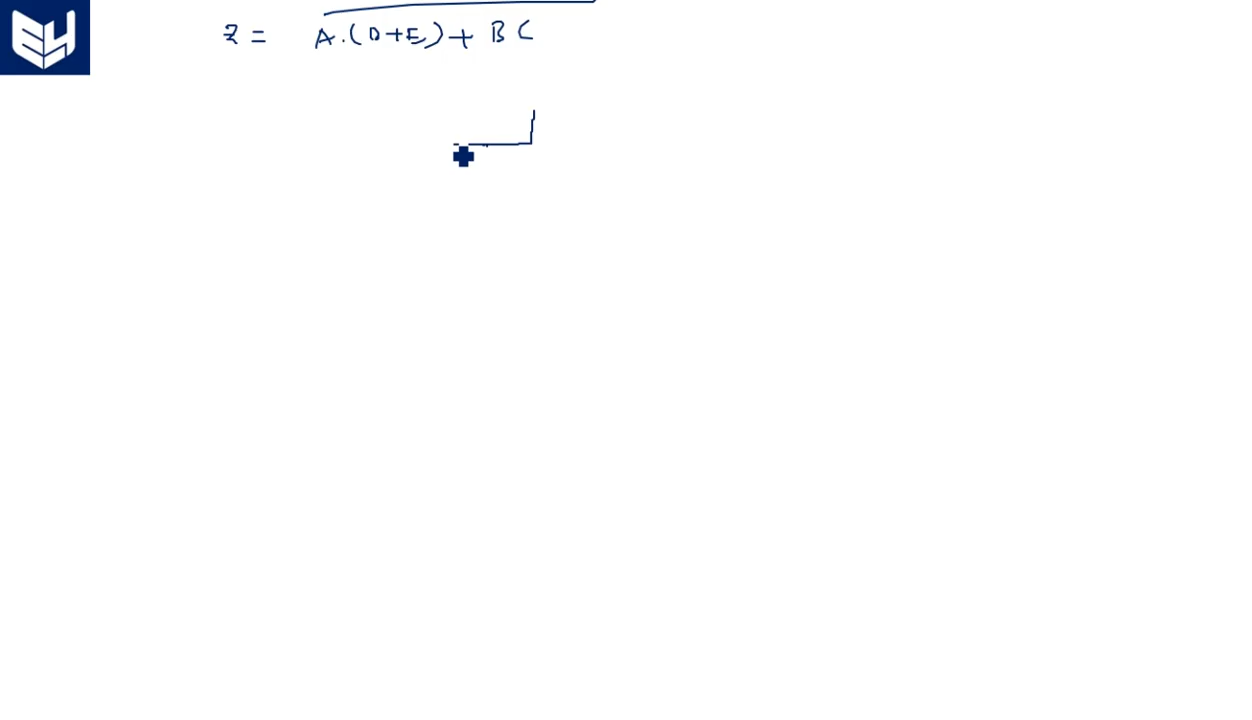 Z = A.(D+E)+ BC